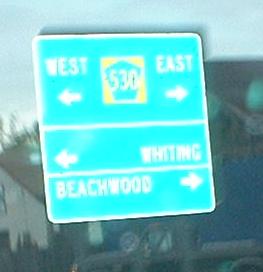 WEST 530 EAST
← →
← WHITING
BEACHWOOD →